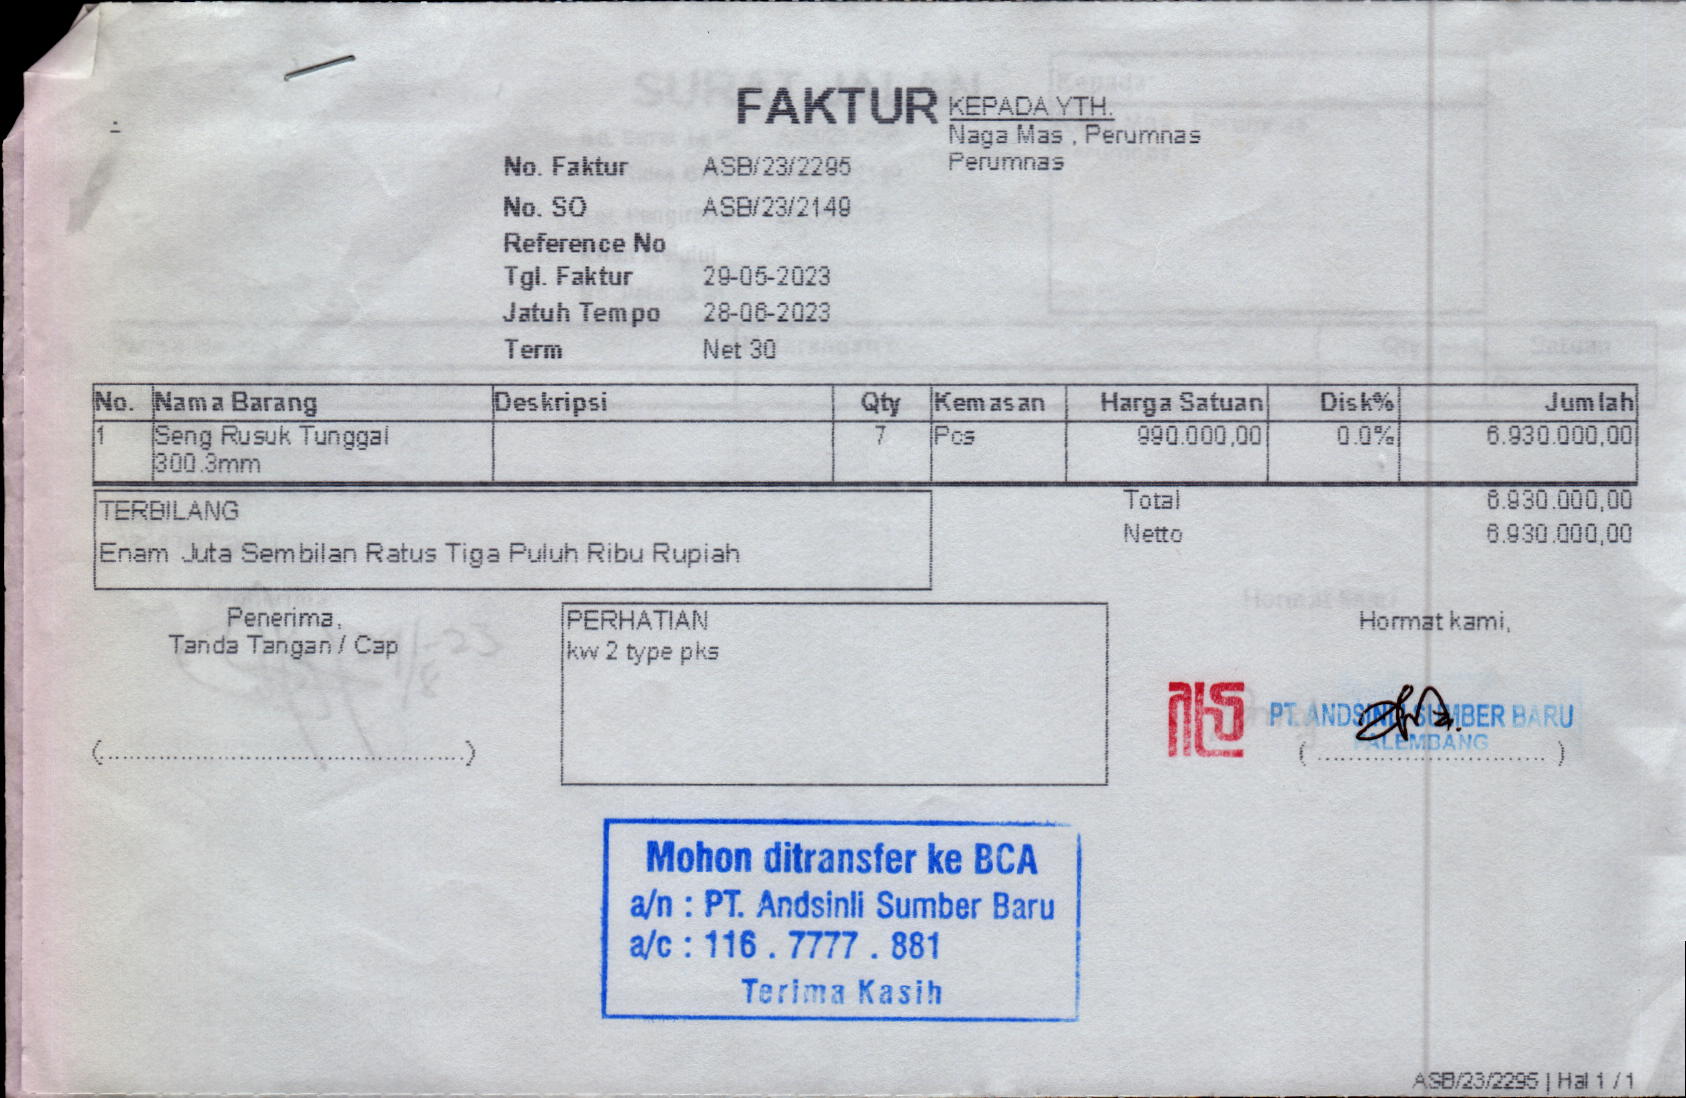 FAKTUR
KEPADA YTH.
Naga Mas , Perumnas
Perumnas
No. Faktur ASB/23/2295
No. SO ASB/23/2149
Reference No
Tgl. Faktur 29-05-2023
Jatuh Tempo 28-06-2023
Term Net 30
No. Nama Barang Deskripsi Qty Kemasan Harga Satuan Disk% Jumlah
1 Seng Rusuk Tunggal 7 Pcs 990.000,00 0.0% 6.930.000,00
300.3mm
Total 6.930.000,00
Netto 6.930.000,00
TERBILANG
Enam Juta Sembilan Ratus Tiga Puluh Ribu Rupiah
Penerima,
Tanda Tangan / Cap
(..............................................)
PERHATIAN
kw 2 type pks
Hormat kami,
PT. ANDSINLI SUMBER BARU
PALEMBANG
( ............................. )
Mohon ditransfer ke BCA
a/n : PT. Andsinli Sumber Baru
a/c : 116 . 7777 . 881
Terima Kasih
ASB/23/2295 | Hal 1 / 1